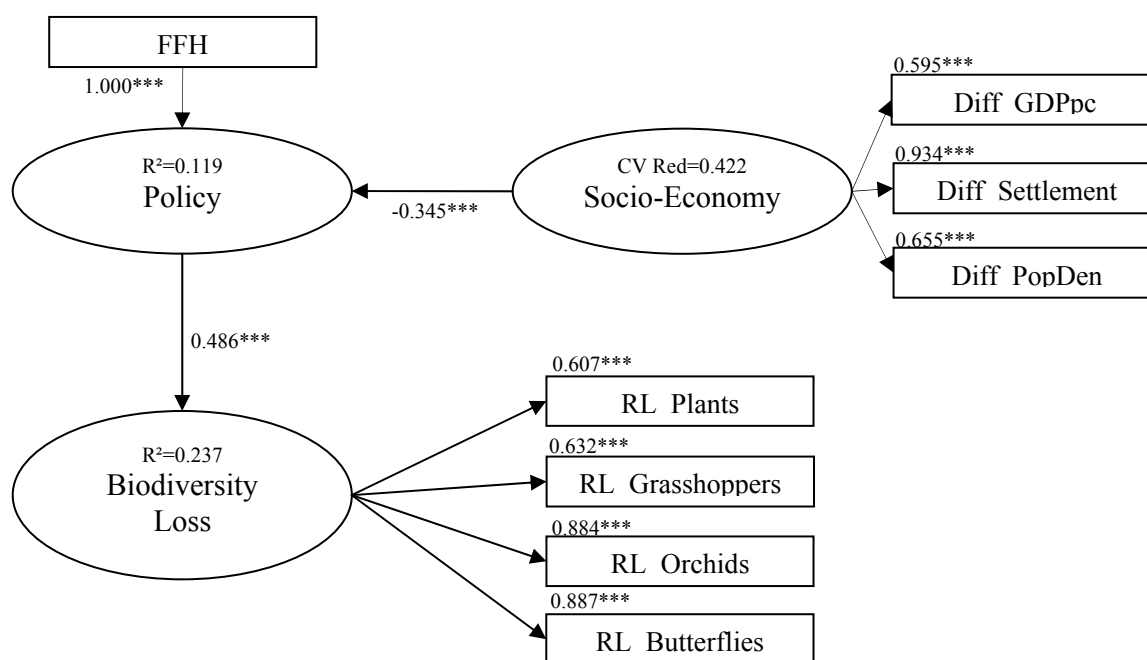 FFH
1.000***
R²=0.119
Policy
-0.345***
CV Red=0.422
Socio-Economy
0.595***
Diff GDPpc
0.934***
Diff Settlement
0.655***
Diff PopDen
0.486***
R²=0.237
Biodiversity
Loss
0.607***
RL Plants
0.632***
RL Grasshoppers
0.884***
RL Orchids
0.887***
RL Butterflies